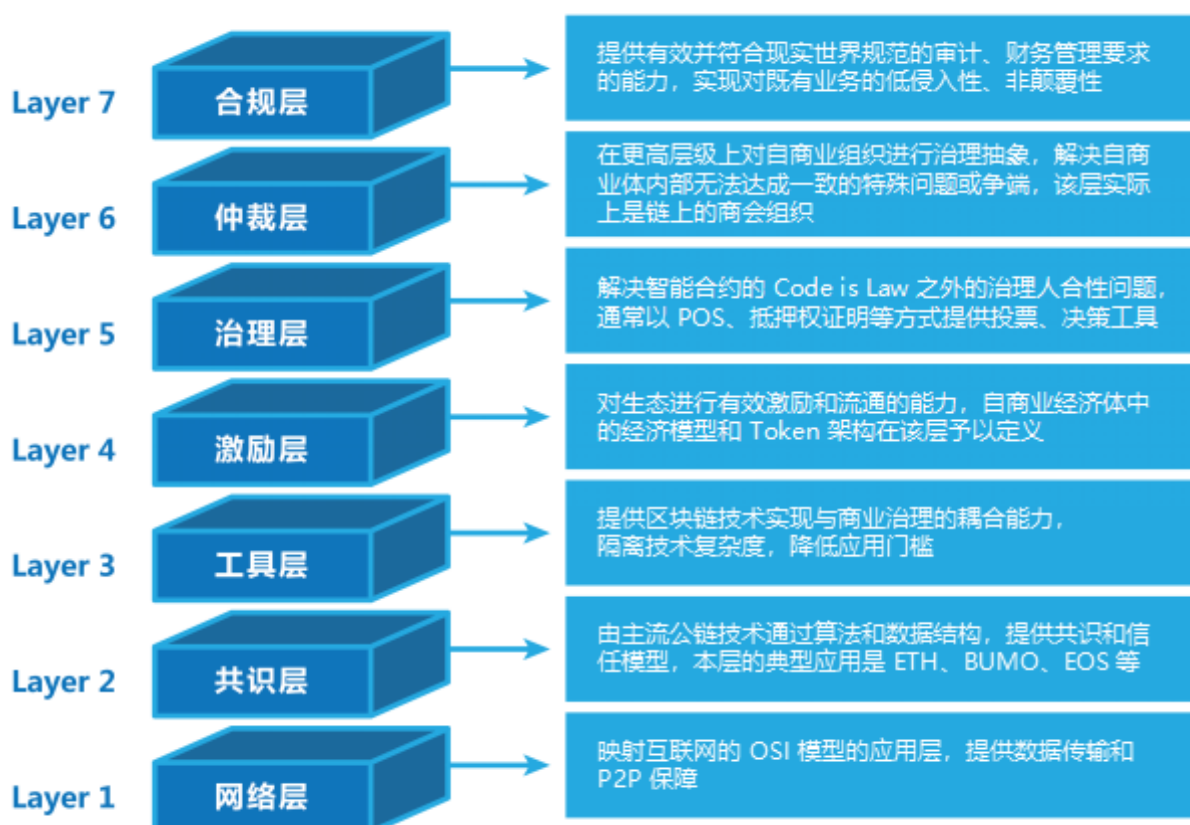 Layer 7
合规层
提供有效并符合现实世界规范的审计、财务管理要求
的能力，实现对既有业务的低侵入性、非颠覆性
Layer 6
仲裁层
在更高层级上对自商业组织进行治理抽象，解决自商
业体内部无法达成一致的特殊问题或争端，该层实际
上是链上的商会组织
Layer 5
治理层
解决智能合约的 Code is Law 之外的治理人合性问题，
通常以 POS、抵押权证明等方式提供投票、决策工具
Layer 4
激励层
对生态进行有效激励和流通的能力，自商业经济体中
的经济模型和 Token 架构在该层予以定义
Layer 3
工具层
提供区块链技术实现与商业治理的耦合能力，
隔离技术复杂度，降低应用门槛
Layer 2
共识层
由主流公链技术通过算法和数据结构，提供共识和信
任模型，本层的典型应用是 ETH、BUMO、EOS 等
Layer 1
网络层
映射互联网的 OSI 模型的应用层，提供数据传输和
P2P 保障